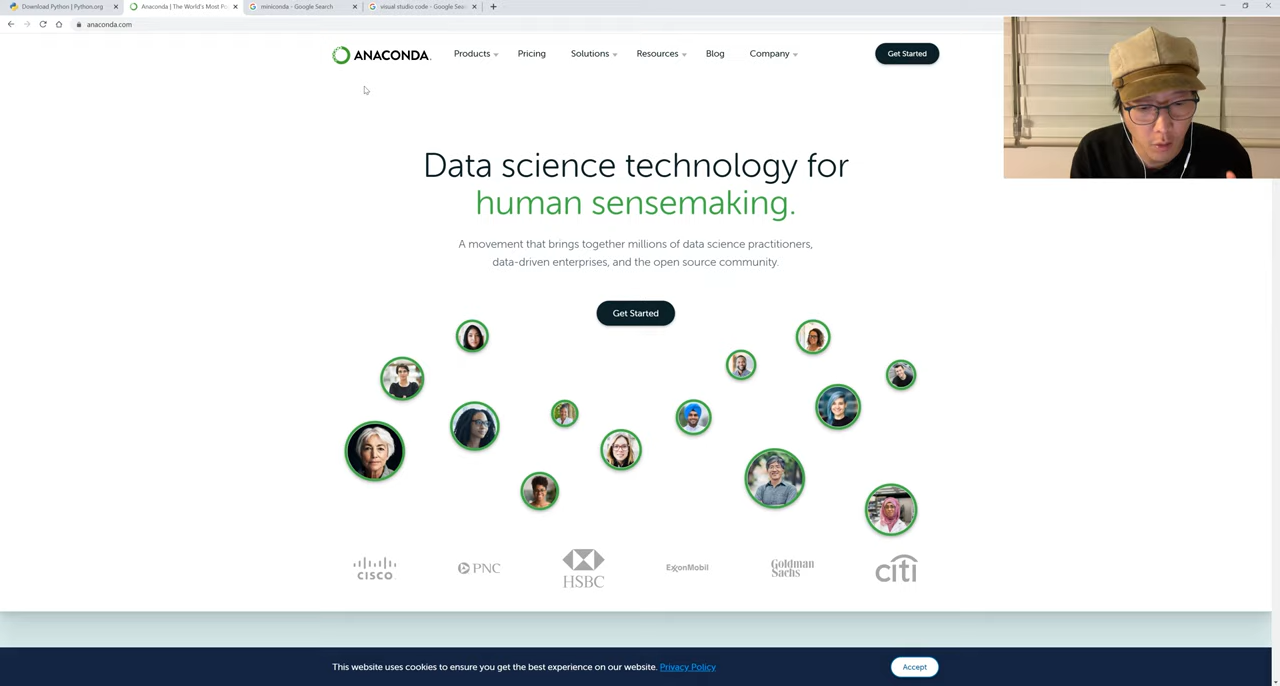 Download Python | Python.org
Anaconda | The World's Most Po
miniconda - Google Search
visual studio code - Google Sea
anaconda.com
ANACONDA.
Products
Pricing
Solutions
Resources
Blog
Company
Get Started
Data science technology for
human sensemaking.
A movement that brings together millions of data science practitioners,
data-driven enterprises, and the open source community.
Get Started
CISCO
PNC
HSBC
ExxonMobil
Goldman
Sachs
citi
This website uses cookies to ensure you get the best experience on our website. Privacy Policy
Accept